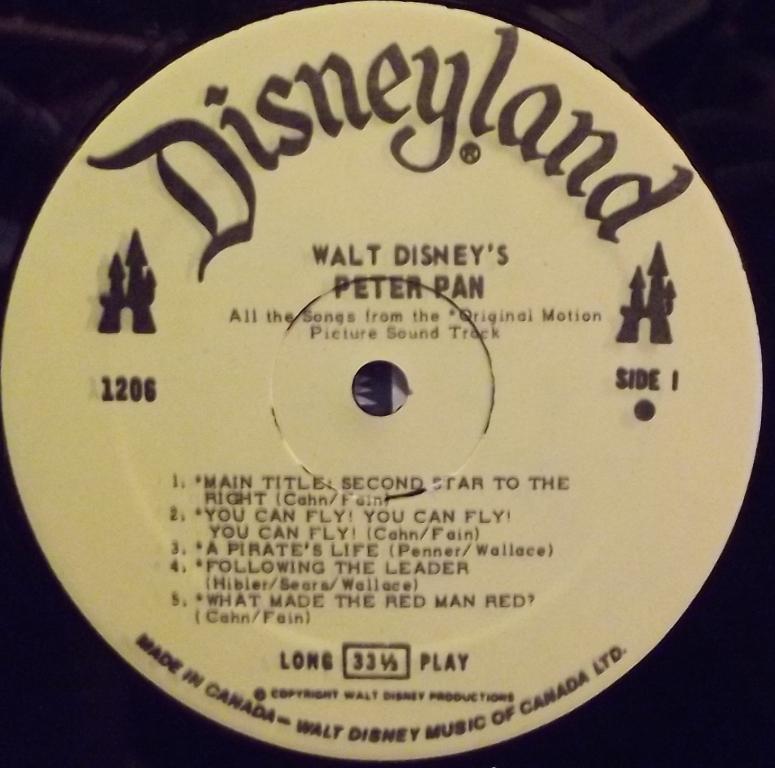 Disneyland®
WALT DISNEY'S
PETER PAN
All the Songs from the *Original Motion
Picture Sound Track
1206
SIDE 1
1. *MAIN TITLE: SECOND STAR TO THE
RIGHT (Cahn/Fain)
2. *YOU CAN FLY! YOU CAN FLY!
YOU CAN FLY! (Cahn/Fain)
3. *A PIRATE'S LIFE (Penner/Wallace)
4. *FOLLOWING THE LEADER
(Hibler/Sears/Wallace)
5. *WHAT MADE THE RED MAN RED?
(Cahn/Fain)
LONG 33⅓ PLAY
© COPYRIGHT WALT DISNEY PRODUCTIONS
MADE IN CANADA — WALT DISNEY MUSIC OF CANADA LTD.